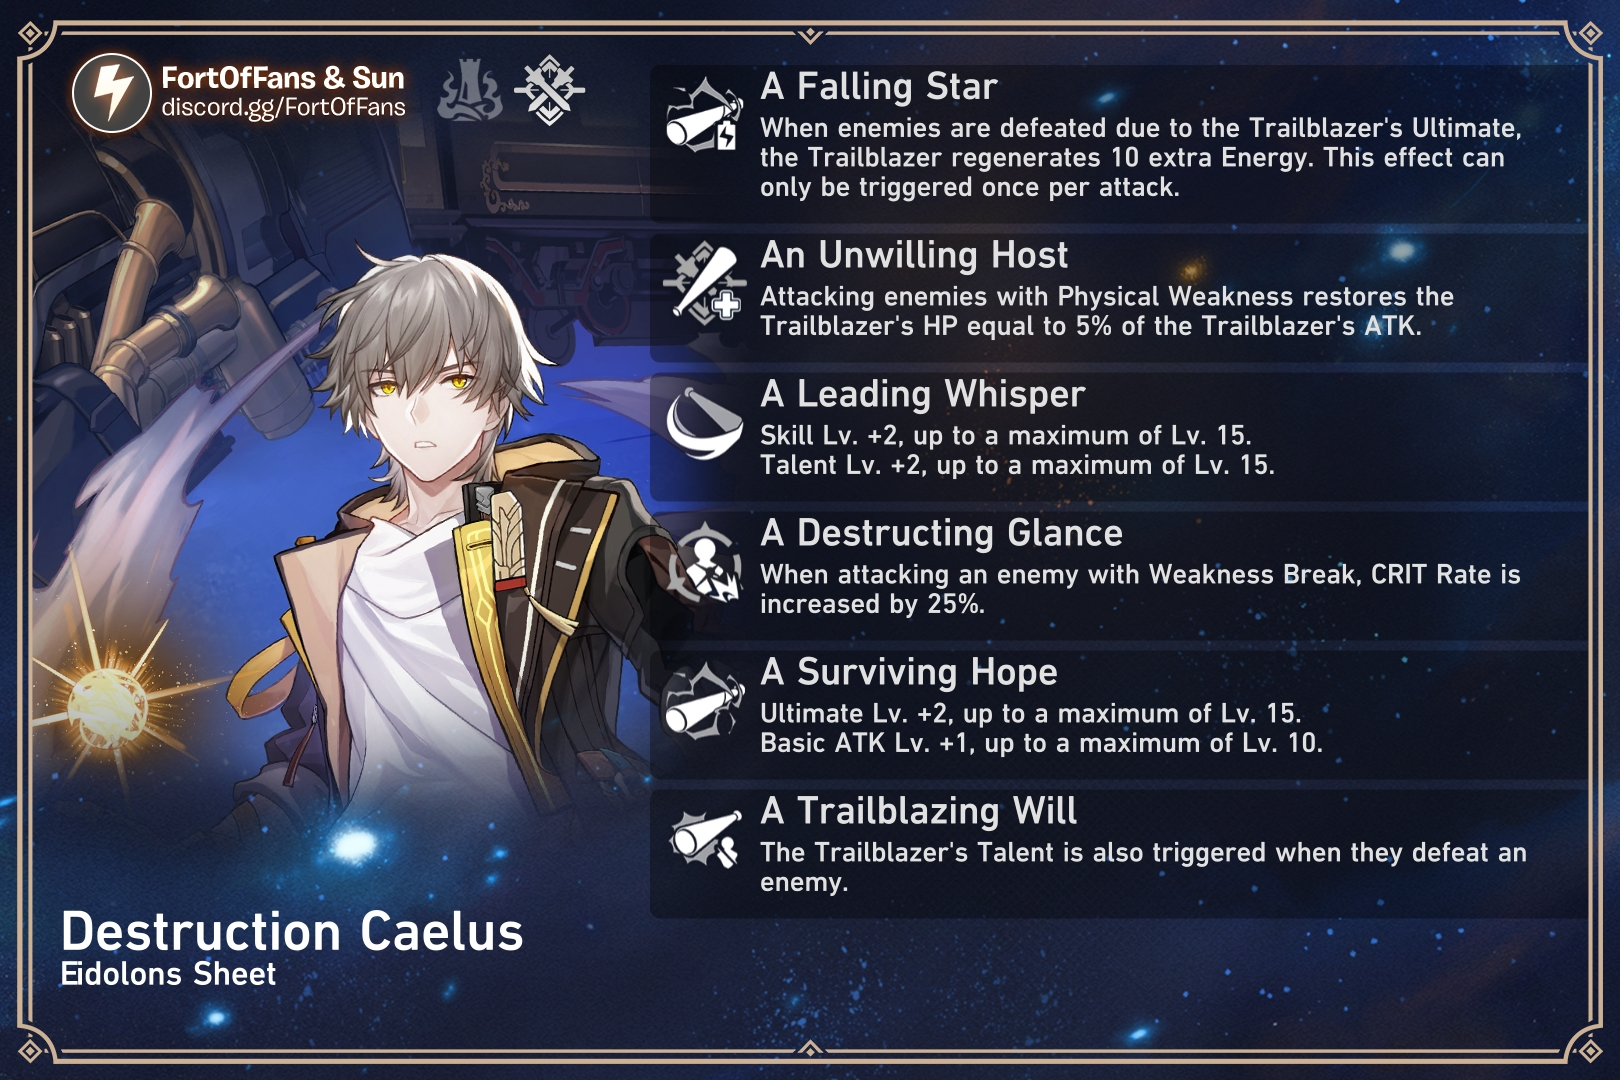 FortOfFans & Sun
discord.gg/FortOfFans
A Falling Star
When enemies are defeated due to the Trailblazer's Ultimate,
the Trailblazer regenerates 10 extra Energy. This effect can
only be triggered once per attack.
An Unwilling Host
Attacking enemies with Physical Weakness restores the
Trailblazer's HP equal to 5% of the Trailblazer's ATK.
A Leading Whisper
Skill Lv. +2, up to a maximum of Lv. 15.
Talent Lv. +2, up to a maximum of Lv. 15.
A Destructing Glance
When attacking an enemy with Weakness Break, CRIT Rate is
increased by 25%.
A Surviving Hope
Ultimate Lv. +2, up to a maximum of Lv. 15.
Basic ATK Lv. +1, up to a maximum of Lv. 10.
A Trailblazing Will
The Trailblazer's Talent is also triggered when they defeat an
enemy.
Destruction Caelus
Eidolons Sheet